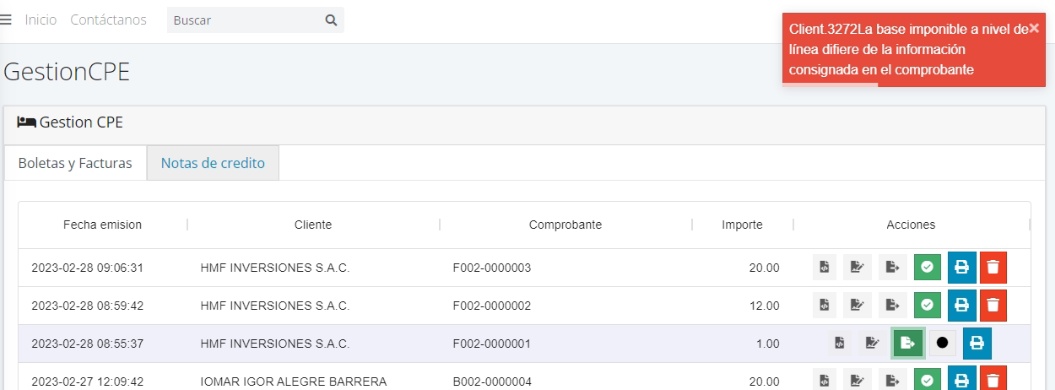 Inicio Contáctanos Buscar
Client.3272La base imponible a nivel de×
línea difiere de la información
consignada en el comprobante
GestionCPE
Gestion CPE
Boletas y Facturas Notas de credito
Fecha emision Cliente Comprobante Importe Acciones
2023-02-28 09:06:31 HMF INVERSIONES S.A.C. F002-0000003 20.00
2023-02-28 08:59:42 HMF INVERSIONES S.A.C. F002-0000002 12.00
2023-02-28 08:55:37 HMF INVERSIONES S.A.C. F002-0000001 1.00
2023-02-27 12:09:42 IOMAR IGOR ALEGRE BARRERA B002-0000004 20.00